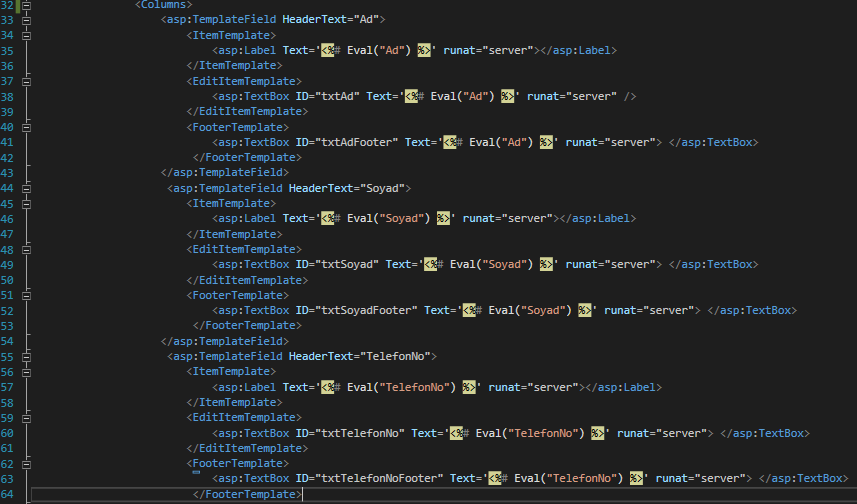 32 <Columns>
33 <asp:TemplateField HeaderText="Ad">
34 <ItemTemplate>
35 <asp:Label Text='<%# Eval("Ad") %>' runat="server"></asp:Label>
36 </ItemTemplate>
37 <EditItemTemplate>
38 <asp:TextBox ID="txtAd" Text='<%# Eval("Ad") %>' runat="server" />
39 </EditItemTemplate>
40 <FooterTemplate>
41 <asp:TextBox ID="txtAdFooter" Text='<%# Eval("Ad") %>' runat="server"> </asp:TextBox>
42 </FooterTemplate>
43 </asp:TemplateField>
44 <asp:TemplateField HeaderText="Soyad">
45 <ItemTemplate>
46 <asp:Label Text='<%# Eval("Soyad") %>' runat="server"></asp:Label>
47 </ItemTemplate>
48 <EditItemTemplate>
49 <asp:TextBox ID="txtSoyad" Text='<%# Eval("Soyad") %>' runat="server"> </asp:TextBox>
50 </EditItemTemplate>
51 <FooterTemplate>
52 <asp:TextBox ID="txtSoyadFooter" Text='<%# Eval("Soyad") %>' runat="server"> </asp:TextBox>
53 </FooterTemplate>
54 </asp:TemplateField>
55 <asp:TemplateField HeaderText="TelefonNo">
56 <ItemTemplate>
57 <asp:Label Text='<%# Eval("TelefonNo") %>' runat="server"></asp:Label>
58 </ItemTemplate>
59 <EditItemTemplate>
60 <asp:TextBox ID="txtTelefonNo" Text='<%# Eval("TelefonNo") %>' runat="server"> </asp:TextBox>
61 </EditItemTemplate>
62 <FooterTemplate>
63 <asp:TextBox ID="txtTelefonNoFooter" Text='<%# Eval("TelefonNo") %>' runat="server"> </asp:TextBox>
64 </FooterTemplate>